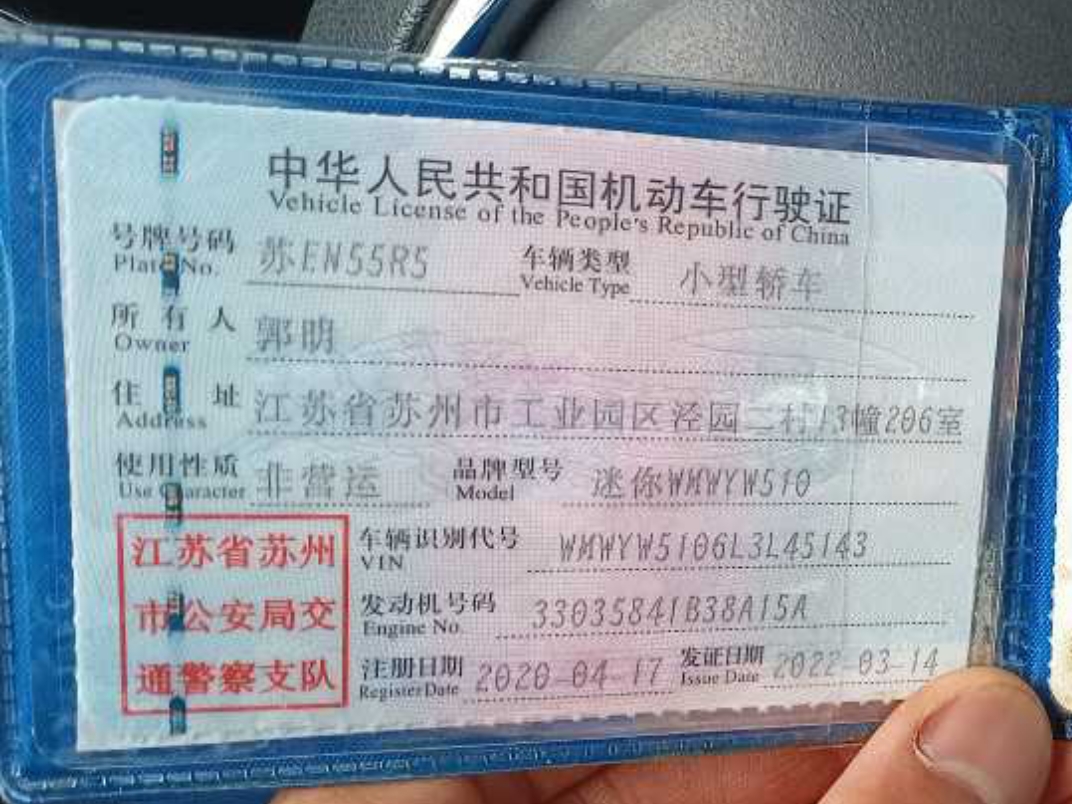 中华人民共和国机动车行驶证
Vehicle License of the People's Republic of China
号牌号码 苏EN55R5 车辆类型 小型轿车
Plate No. Vehicle Type
所有人 郭明
Owner
住址 江苏省苏州市工业园区泾园二村13幢206室
Address
使用性质 非营运 品牌型号 迷你WMWYW510
Use Character Model
江苏省苏州 车辆识别代号 WMWYW5106L3L45143
VIN
市公安局交 发动机号码 33035841B38A15A
Engine No.
通警察支队 注册日期 2020-04-17 发证日期 2022-03-14
Register Date Issue Date